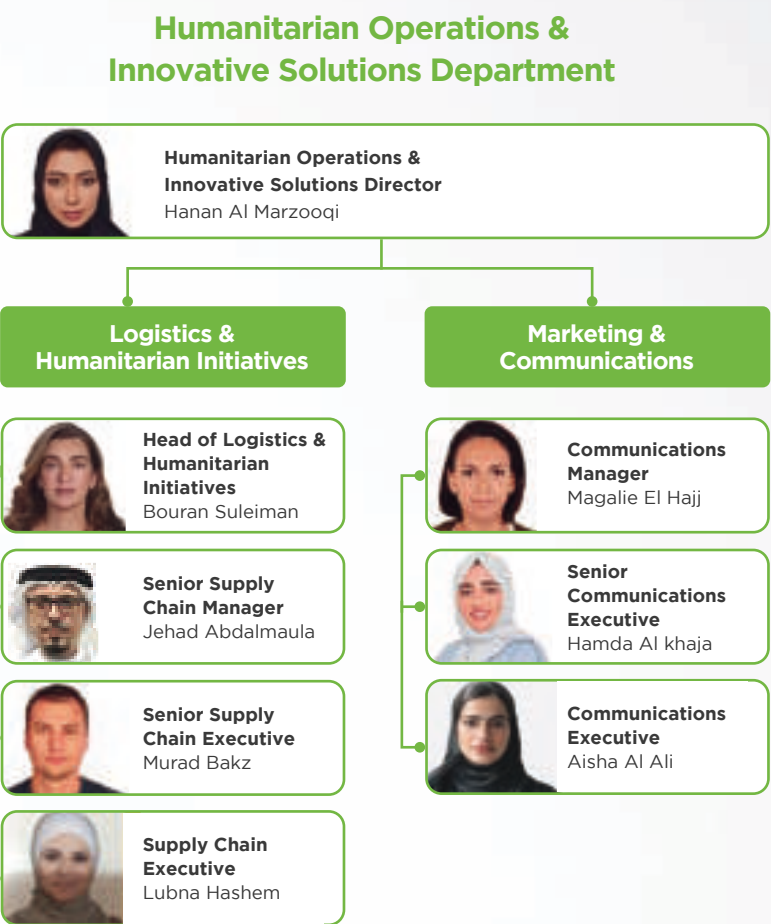 Humanitarian Operations &
Innovative Solutions Department
Humanitarian Operations &
Innovative Solutions Director
Hanan Al Marzooqi
Logistics &
Humanitarian Initiatives
Head of Logistics &
Humanitarian
Initiatives
Bouran Suleiman
Senior Supply
Chain Manager
Jehad Abdalmaula
Senior Supply
Chain Executive
Murad Bakz
Supply Chain
Executive
Lubna Hashem
Marketing &
Communications
Communications
Manager
Magalie El Hajj
Senior
Communications
Executive
Hamda Al khaja
Communications
Executive
Aisha Al Ali